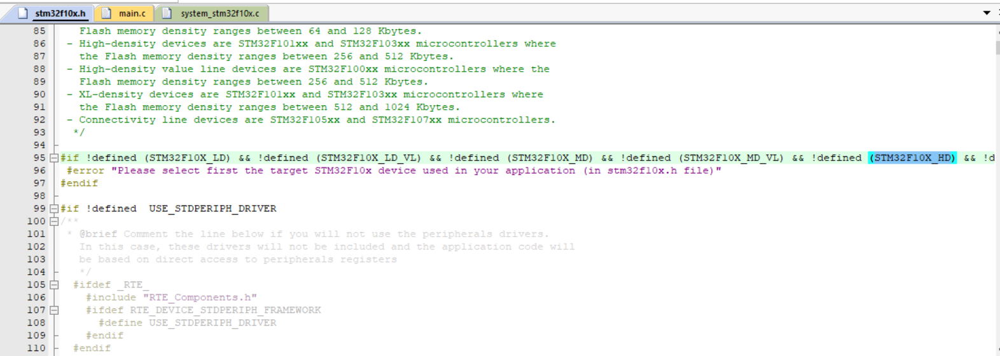 stm32f10x.h main.c system_stm32f10x.c
85 Flash memory density ranges between 64 and 128 Kbytes.
86 - High-density devices are STM32F101xx and STM32F103xx microcontrollers where
87 the Flash memory density ranges between 256 and 512 Kbytes.
88 - High-density value line devices are STM32F100xx microcontrollers where the
89 Flash memory density ranges between 256 and 512 Kbytes.
90 - XL-density devices are STM32F101xx and STM32F103xx microcontrollers where
91 the Flash memory density ranges between 512 and 1024 Kbytes.
92 - Connectivity line devices are STM32F105xx and STM32F107xx microcontrollers.
93 */
94
95 #if !defined (STM32F10X_LD) && !defined (STM32F10X_LD_VL) && !defined (STM32F10X_MD) && !defined (STM32F10X_MD_VL) && !defined (STM32F10X_HD) && !d
96 #error "Please select first the target STM32F10x device used in your application (in stm32f10x.h file)"
97 #endif
98
99 #if !defined  USE_STDPERIPH_DRIVER
100 /**
101 * @brief Comment the line below if you will not use the peripherals drivers.
102 In this case, these drivers will not be included and the application code will
103 be based on direct access to peripherals registers
104 */
105 #ifdef _RTE_
106 #include "RTE_Components.h"
107 #ifdef RTE_DEVICE_STDPERIPH_FRAMEWORK
108 #define USE_STDPERIPH_DRIVER
109 #endif
110 #endif